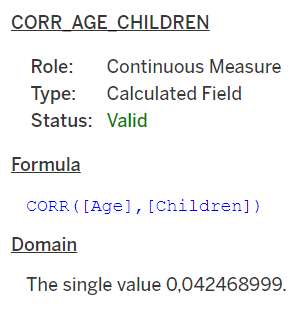 CORR_AGE_CHILDREN
Role: Continuous Measure
Type: Calculated Field
Status: Valid
Formula
CORR([Age],[Children])
Domain
The single value 0,042468999.